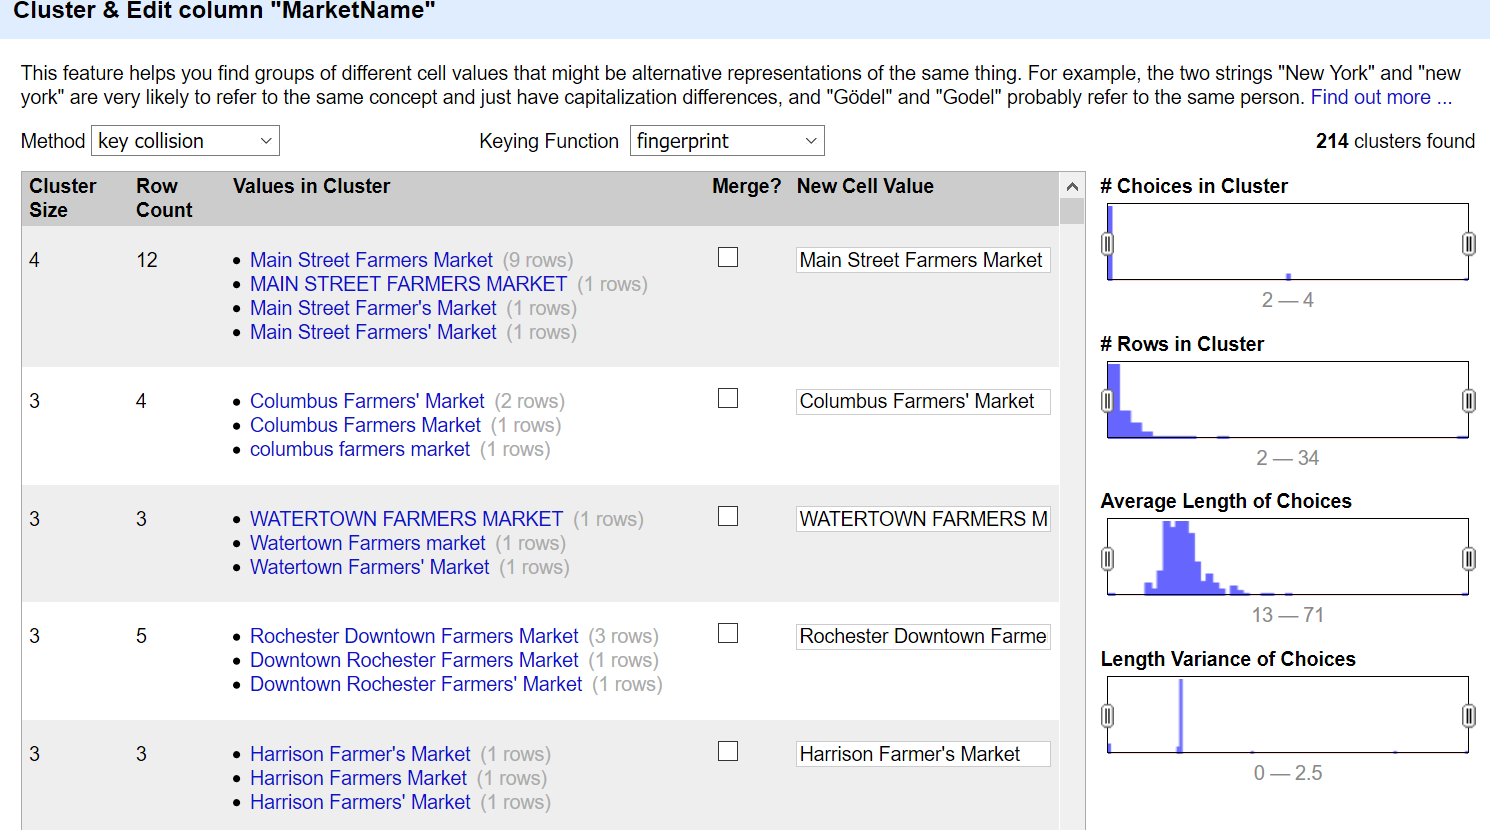 Cluster & Edit column "MarketName"
This feature helps you find groups of different cell values that might be alternative representations of the same thing. For example, the two strings "New York" and "new
york" are very likely to refer to the same concept and just have capitalization differences, and "Gödel" and "Godel" probably refer to the same person. Find out more ...
Method key collision Keying Function fingerprint 214 clusters found
Cluster Size Row Count Values in Cluster Merge? New Cell Value
4 12 Main Street Farmers Market (9 rows) Main Street Farmers Market
MAIN STREET FARMERS MARKET (1 rows)
Main Street Farmer's Market (1 rows)
Main Street Farmers' Market (1 rows)
3 4 Columbus Farmers' Market (2 rows) Columbus Farmers' Market
Columbus Farmers Market (1 rows)
columbus farmers market (1 rows)
3 3 WATERTOWN FARMERS MARKET (1 rows) WATERTOWN FARMERS M
Watertown Farmers market (1 rows)
Watertown Farmers' Market (1 rows)
3 5 Rochester Downtown Farmers Market (3 rows) Rochester Downtown Farme
Downtown Rochester Farmers Market (1 rows)
Downtown Rochester Farmers' Market (1 rows)
3 3 Harrison Farmer's Market (1 rows) Harrison Farmer's Market
Harrison Farmers Market (1 rows)
Harrison Farmers' Market (1 rows)
# Choices in Cluster
2 — 4
# Rows in Cluster
2 — 34
Average Length of Choices
13 — 71
Length Variance of Choices
0 — 2.5